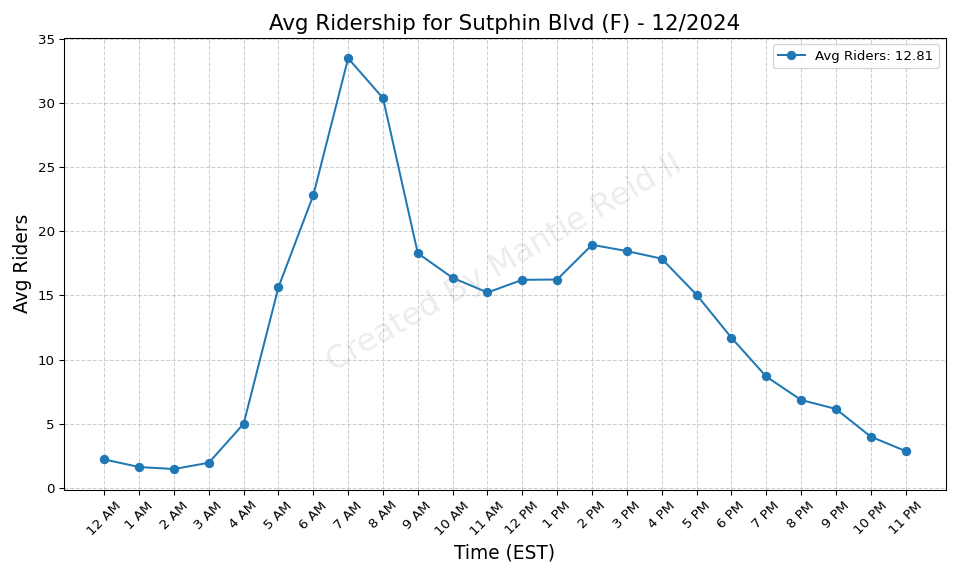 Avg Ridership for Sutphin Blvd (F) - 12/2024
Avg Riders: 12.81
Avg Riders
35
30
25
20
15
10
5
0
Created By Mantie Reid II
12 AM
1 AM
2 AM
3 AM
4 AM
5 AM
6 AM
7 AM
8 AM
9 AM
10 AM
11 AM
12 PM
1 PM
2 PM
3 PM
4 PM
5 PM
6 PM
7 PM
8 PM
9 PM
10 PM
11 PM
Time (EST)